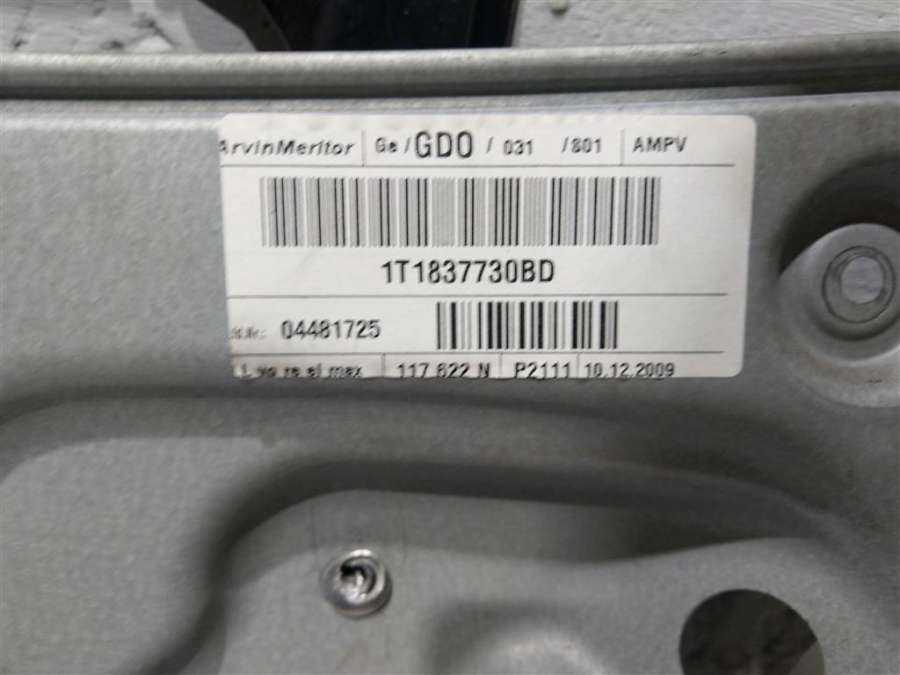 ArvinMeritor Ge/GDO / 031 /801 AMPV
1T1837730BD
04481725
117 622 N P2111 10.12.2009